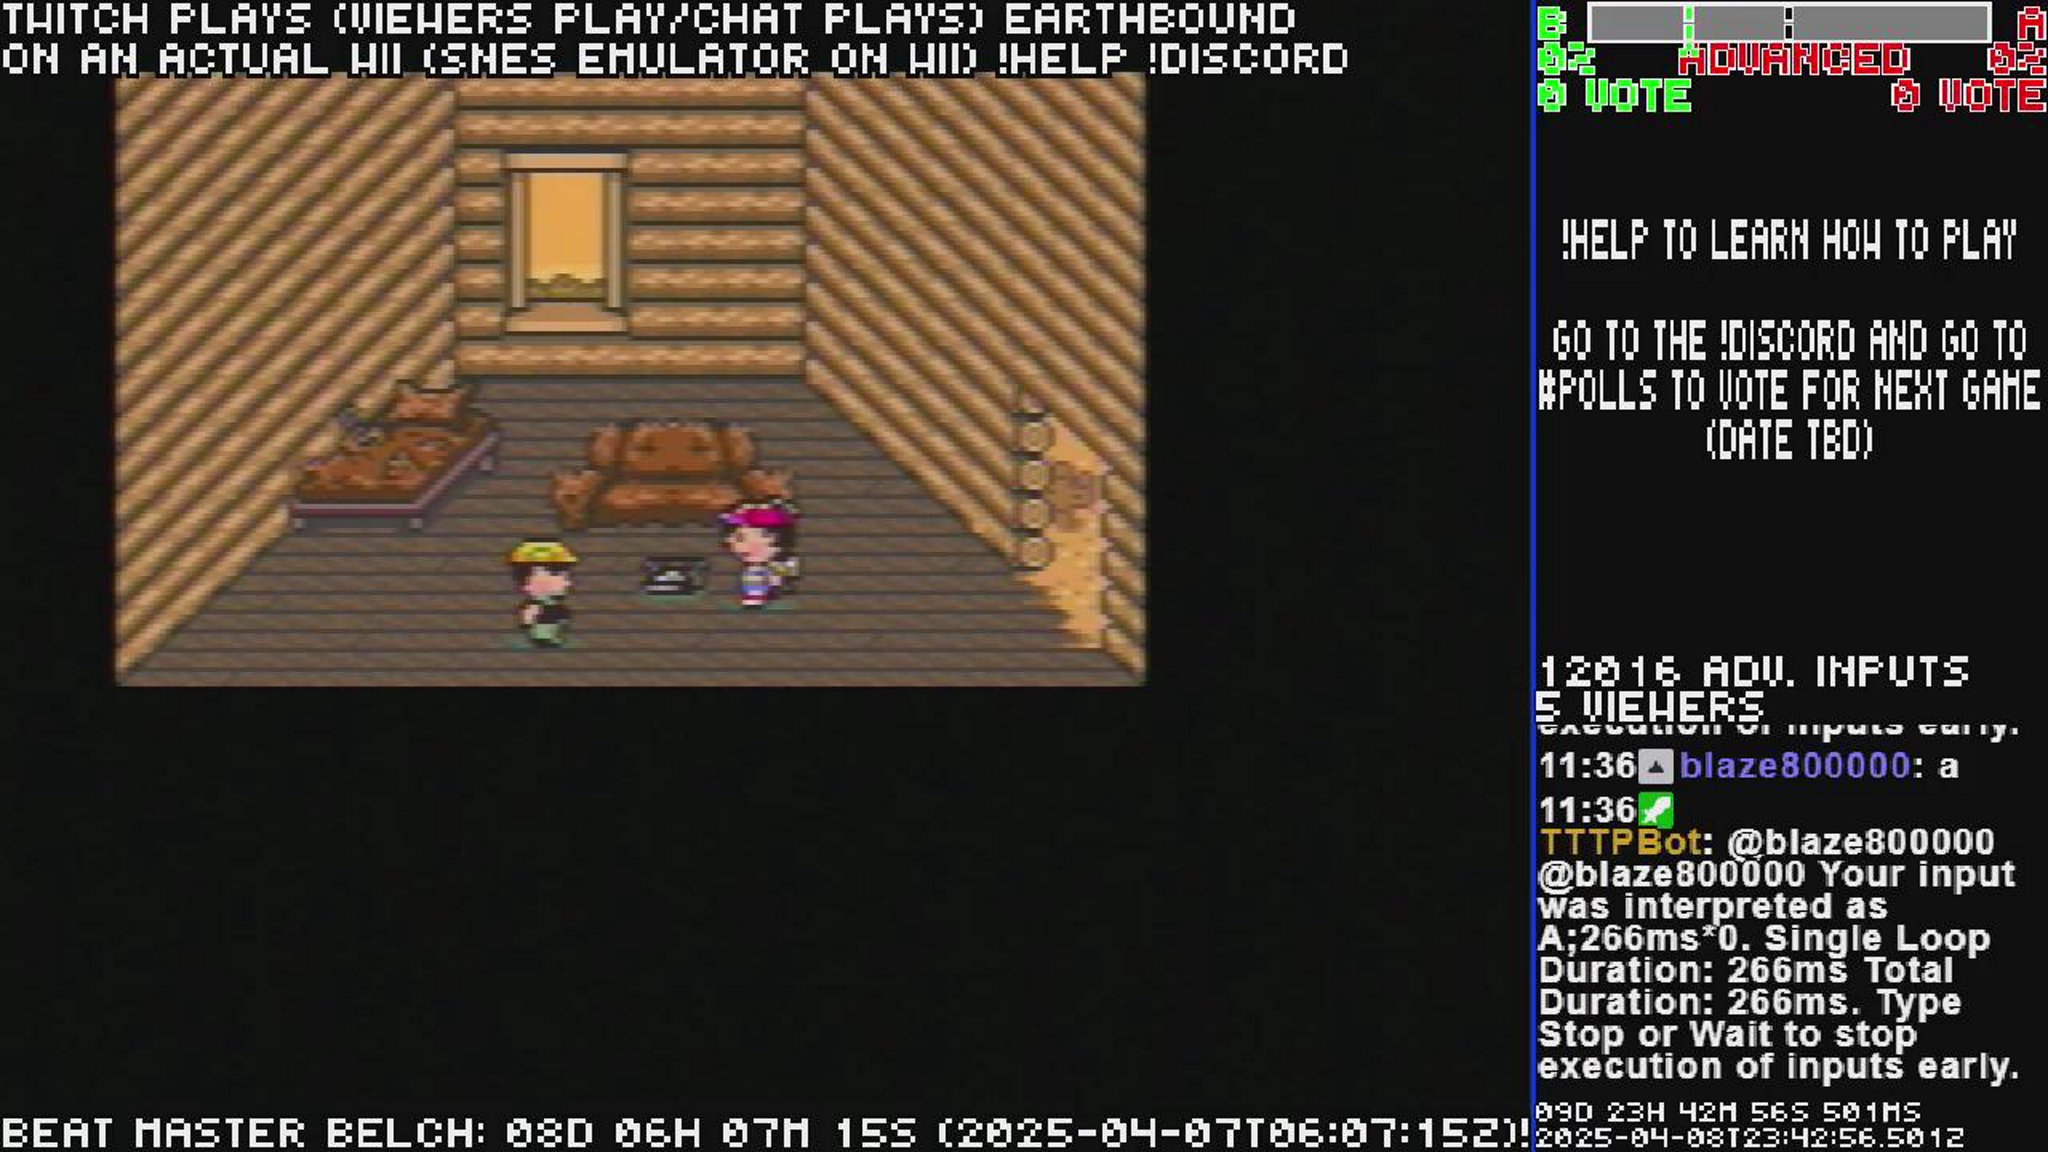 TWITCH PLAYS (VIEWERS PLAY/CHAT PLAYS) EARTHBOUND
ON AN ACTUAL WII (SNES EMULATOR ON WII) !HELP !DISCORD
B A
0% ADVANCED 0%
0 VOTE 0 VOTE
!HELP TO LEARN HOW TO PLAY
GO TO THE !DISCORD AND GO TO
#POLLS TO VOTE FOR NEXT GAME
(DATE TBD)
12016 ADV. INPUTS
5 VIEWERS
execution of inputs early.
11:36 blaze800000: a
11:36
TTTPBot: @blaze800000
@blaze800000 Your input
was interpreted as
A;266ms*0. Single Loop
Duration: 266ms Total
Duration: 266ms. Type
Stop or Wait to stop
execution of inputs early.
09D 23H 42M 56S 501MS
2025-04-08T23:42:56.501Z
BEAT MASTER BELCH: 08D 06H 07M 15S (2025-04-07T06:07:15Z)!